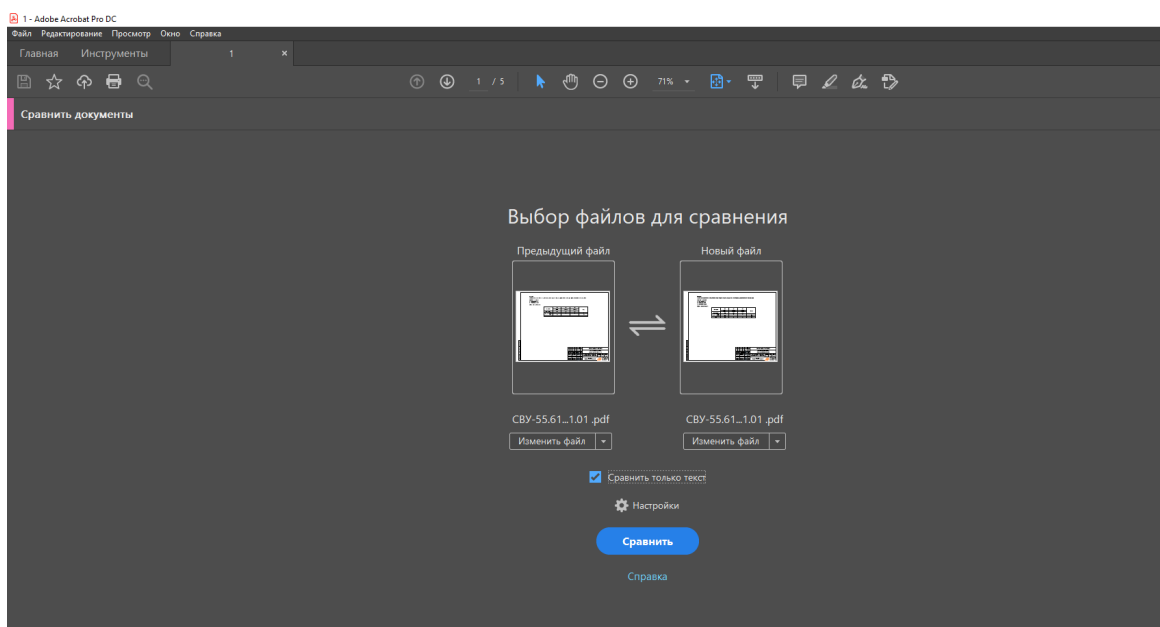 1 - Adobe Acrobat Pro DC
Файл Редактирование Просмотр Окно Справка
Главная Инструменты 1 ×
1 / 5 71%
Сравнить документы
Выбор файлов для сравнения
Предыдущий файл Новый файл
СВУ-55.61...1.01 .pdf СВУ-55.61...1.01 .pdf
Изменить файл Изменить файл
Сравнить только текст
Настройки
Сравнить
Справка